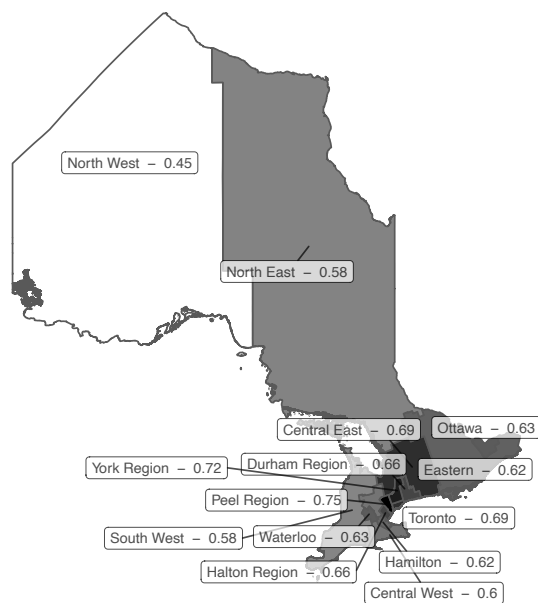 North West – 0.45
North East – 0.58
Central East – 0.69
Ottawa – 0.63
York Region – 0.72
Durham Region – 0.66
Eastern – 0.62
Peel Region – 0.75
Toronto – 0.69
South West – 0.58
Waterloo – 0.63
Halton Region – 0.66
Hamilton – 0.62
Central West – 0.6